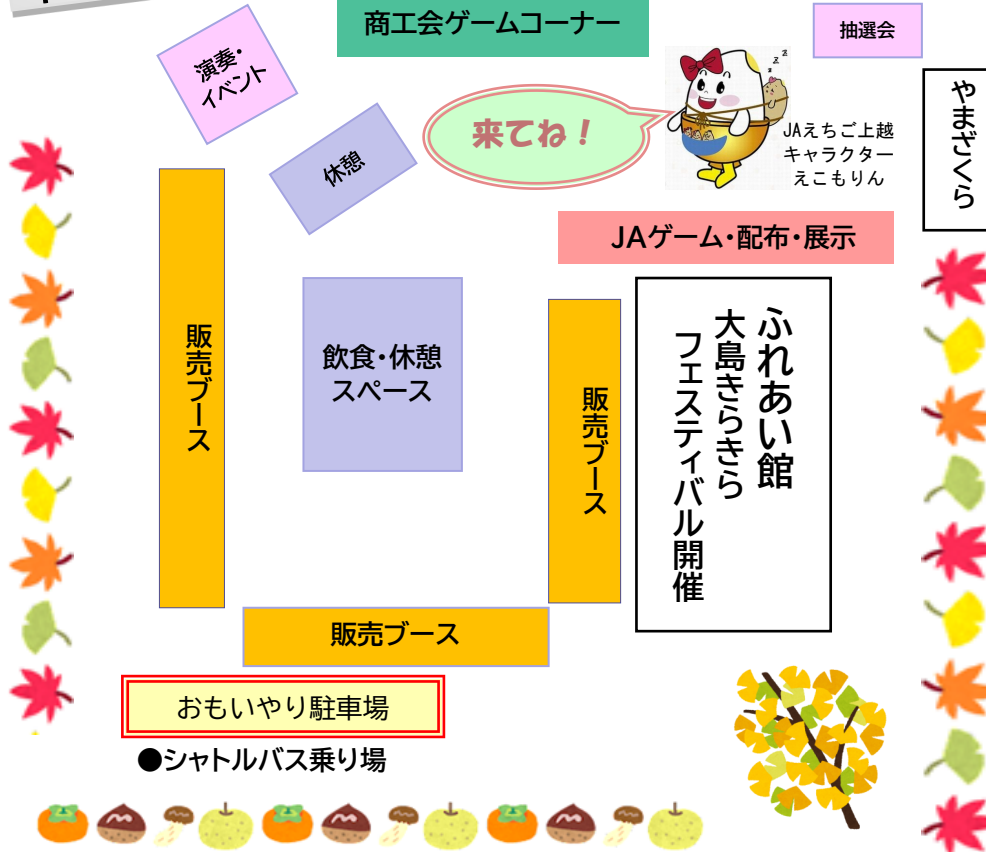 商工会ゲームコーナー
抽選会
演奏・
イベント
休憩
来てね！
JAえちご上越
キャラクター
えこもりん
やまざくら
JAゲーム・配布・展示
販売ブース
飲食・休憩
スペース
販売ブース
ふれあい館
大島きらきら
フェスティバル開催
販売ブース
おもいやり駐車場
●シャトルバス乗り場